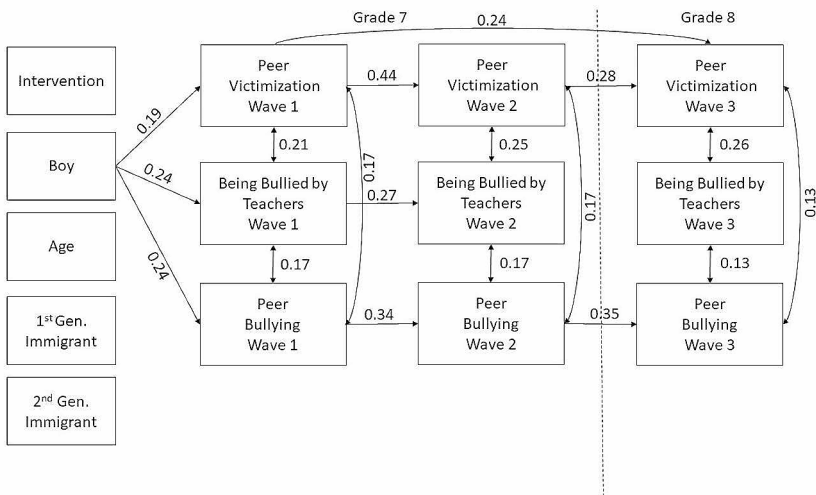 Grade 7
Grade 8
0.24
Intervention
Peer
Victimization
Wave 1
0.44
Peer
Victimization
Wave 2
0.28
Peer
Victimization
Wave 3
0.19
0.21
0.25
0.26
Boy
0.24
0.17
Being Bullied by
Teachers
Wave 1
0.27
Being Bullied by
Teachers
Wave 2
0.17
Being Bullied by
Teachers
Wave 3
0.13
Age
0.24
0.17
0.17
0.13
1st Gen.
Immigrant
Peer
Bullying
Wave 1
0.34
Peer
Bullying
Wave 2
0.35
Peer
Bullying
Wave 3
2nd Gen.
Immigrant